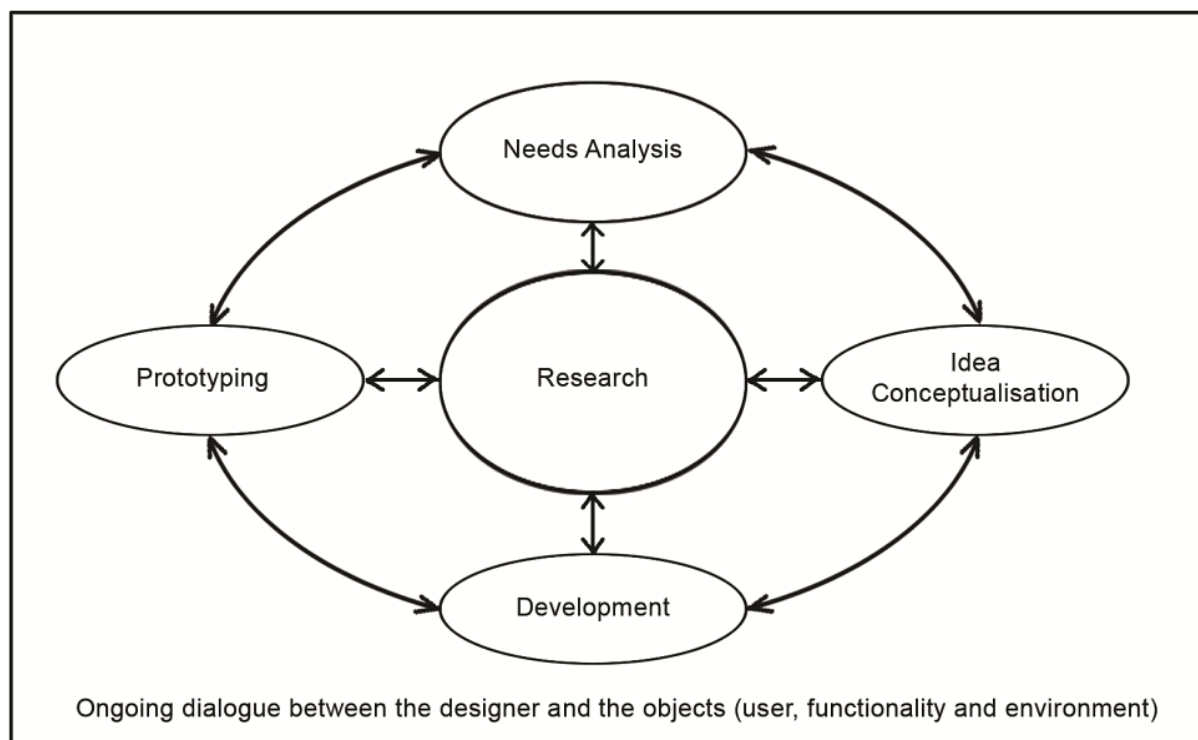 Needs Analysis
Prototyping
Research
Idea
Conceptualisation
Development
Ongoing dialogue between the designer and the objects (user, functionality and environment)